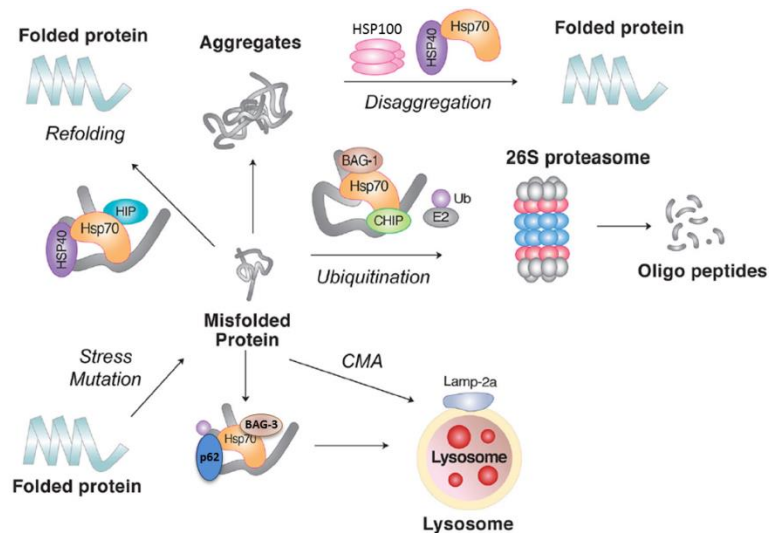 Folded protein
Refolding
Aggregates
HSP100
HSP40
Hsp70
Disaggregation
Folded protein
HSP40
Hsp70
HIP
BAG-1
Hsp70
CHIP
Ub
E2
Ubiquitination
26S proteasome
Oligo peptides
Misfolded
Protein
Stress
Mutation
Folded protein
CMA
BAG-3
Hsp70
p62
Lamp-2a
Lysosome
Lysosome